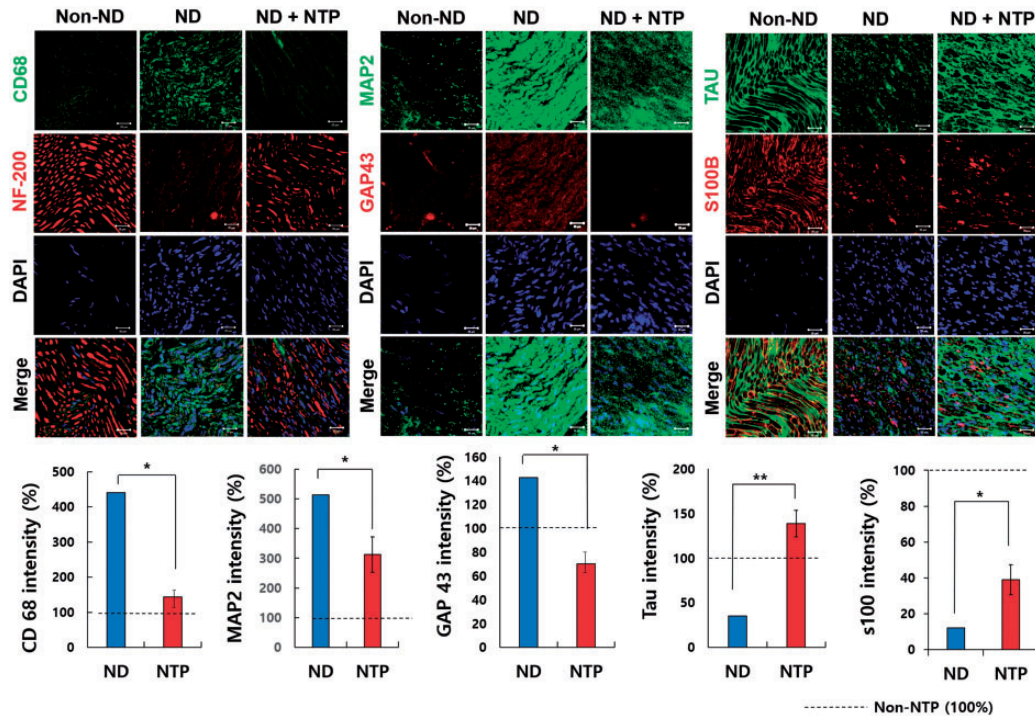 Non-ND ND ND + NTP Non-ND ND ND + NTP Non-ND ND ND + NTP
CD68 MAP2 TAU
NF-200 GAP43 S100B
DAPI DAPI DAPI
Merge Merge Merge
CD 68 intensity (%)
500
400
300
200
100
0
*
ND NTP
MAP2 intensity (%)
600
500
400
300
200
100
0
*
ND NTP
GAP 43 intensity (%)
160
140
120
100
80
60
40
20
0
*
ND NTP
Tau intensity (%)
200
150
100
50
0
**
ND NTP
s100 intensity (%)
100
80
60
40
20
0
*
ND NTP
Non-NTP (100%)